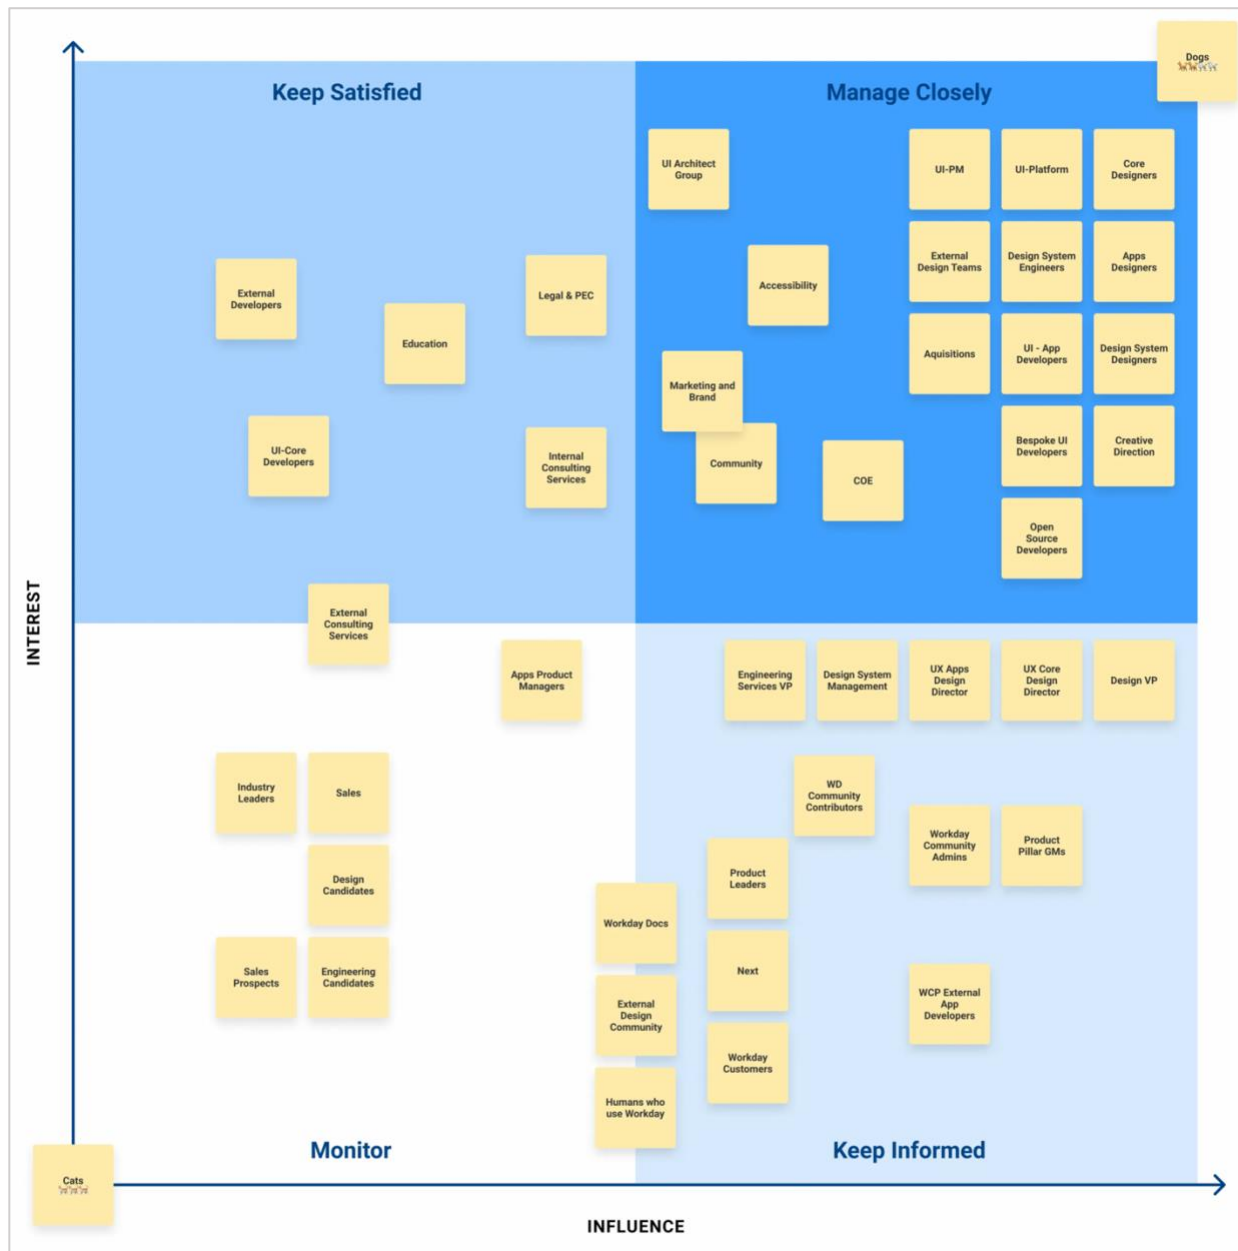 Dogs
Keep Satisfied
Manage Closely
UI Architect
Group
UI-PM
UI-Platform
Core
Designers
External
Developers
Education
Legal & PEC
Accessibility
External
Design Teams
Design System
Engineers
Apps
Designers
Aquisitions
UI - App
Developers
Design System
Designers
Marketing and
Brand
Community
COE
Bespoke UI
Developers
Creative
Direction
UI-Core
Developers
Internal
Consulting
Services
Open
Source
Developers
INTEREST
External
Consulting
Services
Apps Product
Managers
Engineering
Services VP
Design System
Management
UX Apps
Design
Director
UX Core
Design
Director
Design VP
Industry
Leaders
Sales
WD
Community
Contributors
Workday
Community
Admins
Product
Pillar GMs
Design
Candidates
Product
Leaders
Workday Docs
Sales
Prospects
Engineering
Candidates
Next
External
Design
Community
WCP External
App
Developers
Workday
Customers
Humans who
use Workday
Monitor
Keep Informed
Cats
INFLUENCE